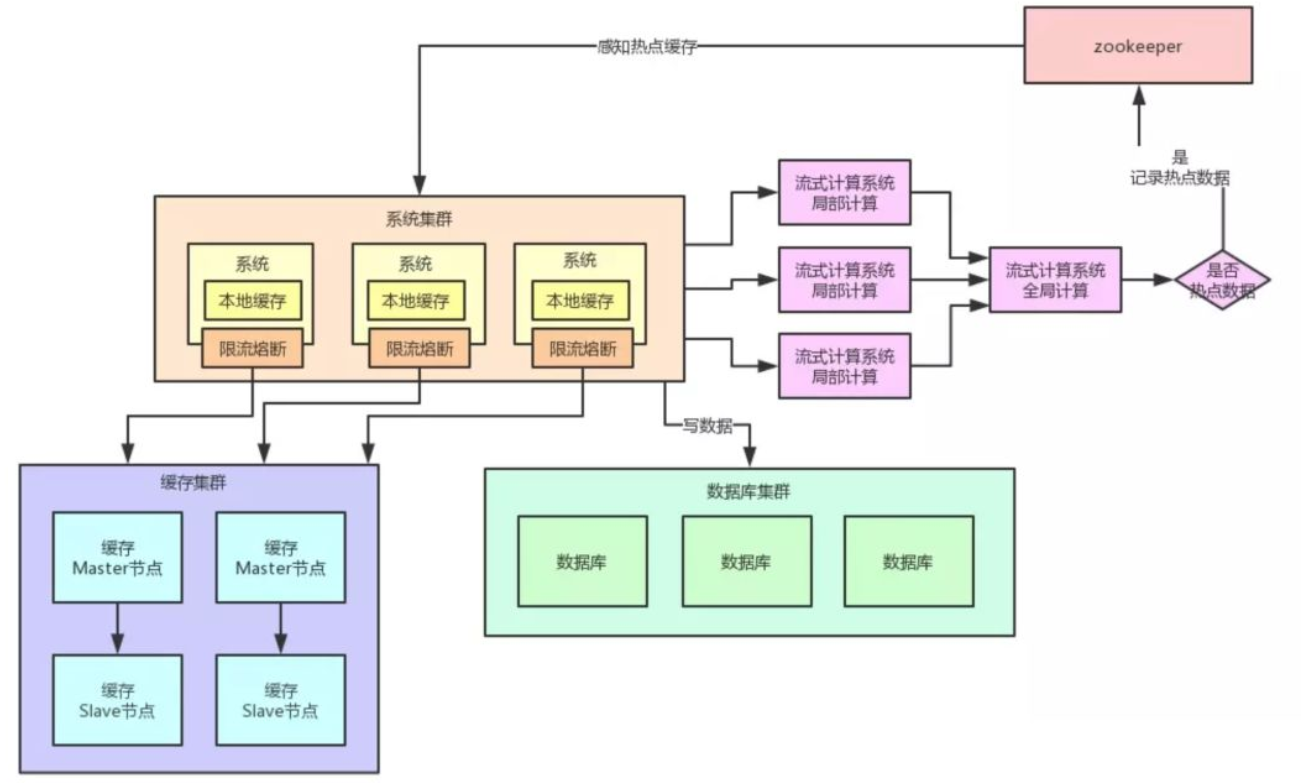 感知热点缓存
zookeeper
是
记录热点数据
流式计算系统
局部计算
系统集群
系统
本地缓存
限流熔断
系统
本地缓存
限流熔断
系统
本地缓存
限流熔断
流式计算系统
局部计算
流式计算系统
全局计算
是否
热点数据
流式计算系统
局部计算
写数据
缓存集群
缓存
Master节点
缓存
Master节点
缓存
Slave节点
缓存
Slave节点
数据库集群
数据库
数据库
数据库